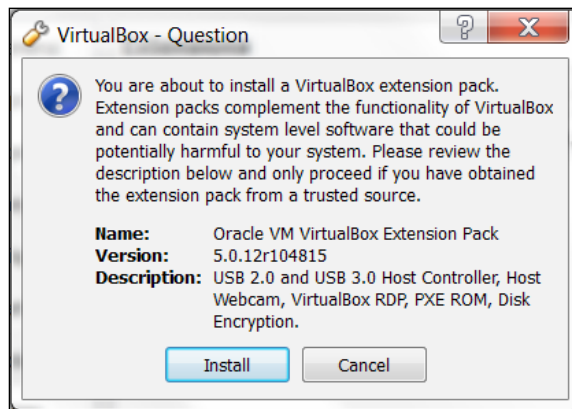 VirtualBox - Question
You are about to install a VirtualBox extension pack.
Extension packs complement the functionality of VirtualBox
and can contain system level software that could be
potentially harmful to your system. Please review the
description below and only proceed if you have obtained
the extension pack from a trusted source.
Name: Oracle VM VirtualBox Extension Pack
Version: 5.0.12r104815
Description: USB 2.0 and USB 3.0 Host Controller, Host
Webcam, VirtualBox RDP, PXE ROM, Disk
Encryption.
Install Cancel